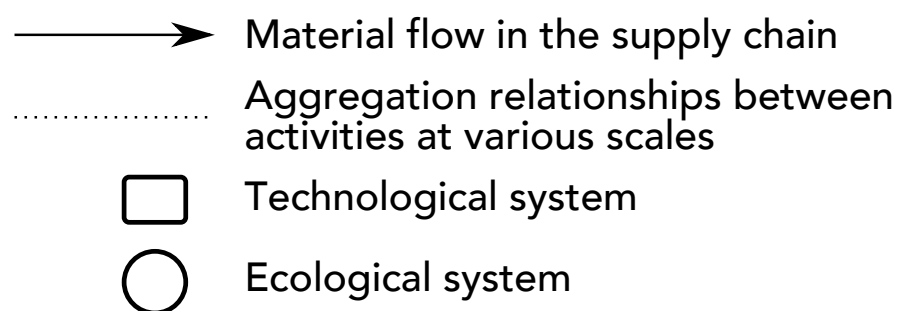 Material flow in the supply chain
Aggregation relationships between
activities at various scales
Technological system
Ecological system